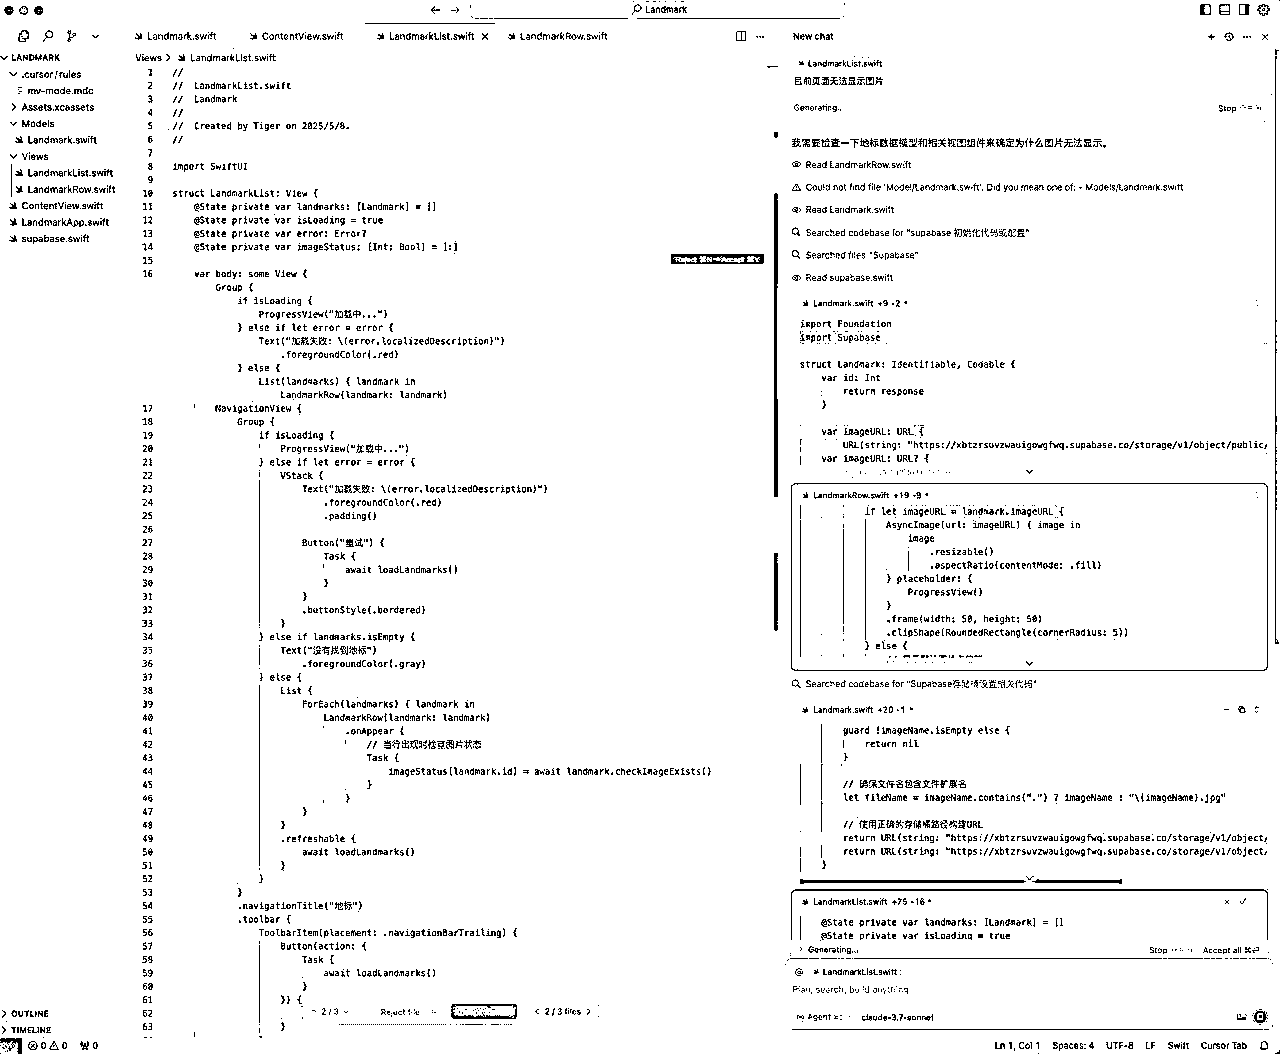 Landmark
Landmark.swift
ContentView.swift
LandmarkList.swift
LandmarkRow.swift
New chat
LANDMARK
.cursor/rules
mv-mode.mdc
Assets.xcassets
Models
Landmark.swift
Views
LandmarkList.swift
LandmarkRow.swift
ContentView.swift
LandmarkApp.swift
supabase.swift
OUTLINE
TIMELINE
Views > LandmarkList.swift
1 //
2 // LandmarkList.swift
3 // Landmark
4 //
5 // Created by Tiger on 2025/5/8.
6 //
7
8 import SwiftUI
9
10 struct LandmarkList: View {
11 @State private var landmarks: [Landmark] = []
12 @State private var isLoading = true
13 @State private var error: Error?
14 @State private var imageStatus: [Int: Bool] = [:]
15
Reject ⌘N Accept ⌘Y
16 var body: some View {
Group {
if isLoading {
ProgressView("加载中...")
} else if let error = error {
Text("加载失败: \(error.localizedDescription)")
.foregroundColor(.red)
} else {
List(landmarks) { landmark in
LandmarkRow(landmark: landmark)
17 NavigationView {
18 Group {
19 if isLoading {
20 ProgressView("加载中...")
21 } else if let error = error {
22 VStack {
23 Text("加载失败: \(error.localizedDescription)")
24 .foregroundColor(.red)
25 .padding()
26
27 Button("重试") {
28 Task {
29 await loadLandmarks()
30 }
31 }
32 .buttonStyle(.bordered)
33 }
34 } else if landmarks.isEmpty {
35 Text("没有找到地标")
36 .foregroundColor(.gray)
37 } else {
38 List {
39 ForEach(landmarks) { landmark in
40 LandmarkRow(landmark: landmark)
41 .onAppear {
42 // 当行出现时检查图片状态
43 Task {
44 imageStatus[landmark.id] = await landmark.checkImageExists()
45 }
46 }
47 }
48 }
49 .refreshable {
50 await loadLandmarks()
51 }
52 }
53 }
54 .navigationTitle("地标")
55 .toolbar {
56 ToolbarItem(placement: .navigationBarTrailing) {
57 Button(action: {
58 Task {
59 await loadLandmarks()
60 }
61 }) {
62
63 }
2 / 3
Reject file
2 / 3 files
LandmarkList.swift
目前页面无法显示图片
Generating..
Stop
我需要检查一下地标数据模型和相关视图组件来确定为什么图片无法显示。
Read LandmarkRow.swift
Could not find file 'Model/Landmark.swift'. Did you mean one of: - Models/Landmark.swift
Read Landmark.swift
Searched codebase for "supabase 初始化代码或配置"
Searched files "Supabase"
Read supabase.swift
Landmark.swift +9 -2
import Foundation
import Supabase
struct Landmark: Identifiable, Codable {
var id: Int
return response
}
var imageURL: URL {
URL(string: "https://xbtzrsuvzwauigowgfwq.supabase.co/storage/v1/object/public/
var imageURL: URL? {
LandmarkRow.swift +19 -9
if let imageURL = landmark.imageURL {
AsyncImage(url: imageURL) { image in
image
.resizable()
.aspectRatio(contentMode: .fill)
} placeholder: {
ProgressView()
}
.frame(width: 50, height: 50)
.clipShape(RoundedRectangle(cornerRadius: 5))
} else {
Searched codebase for "Supabase存储桶设置相关代码"
Landmark.swift +20 -1
guard !imageName.isEmpty else {
return nil
}
// 确保文件名包含文件扩展名
let fileName = imageName.contains(".") ? imageName : "\(imageName).jpg"
// 使用正确的存储桶路径构建URL
return URL(string: "https://xbtzrsuvzwauigowgfwq.supabase.co/storage/v1/object/
return URL(string: "https://xbtzrsuvzwauigowgfwq.supabase.co/storage/v1/object/
}
LandmarkList.swift +75 -16
@State private var landmarks: [Landmark] = []
@State private var isLoading = true
Generating...
Stop
Accept all ⌘⏎
@ LandmarkList.swift
Plan, search, build anything
Agent
claude-3.7-sonnet
0 0
0
Ln 1, Col 1
Spaces: 4
UTF-8
LF
Swift
Cursor Tab